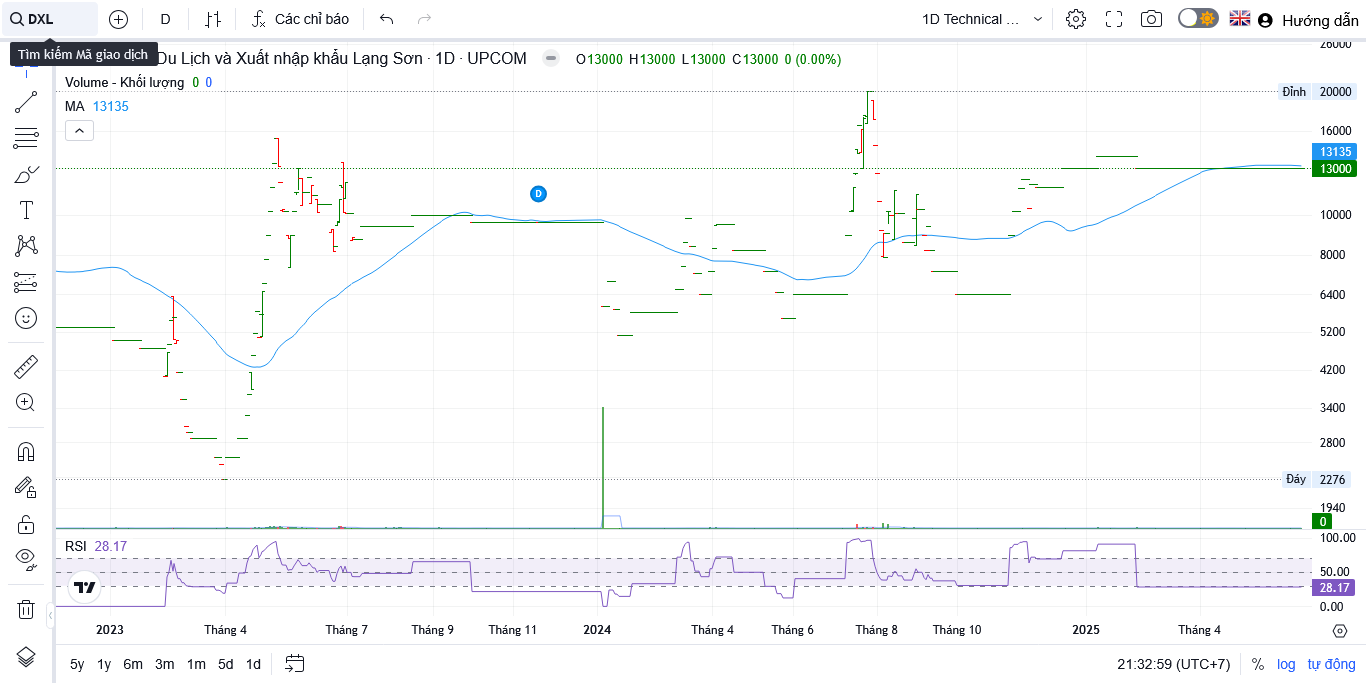 DXL D Các chỉ báo 1D Technical ... Hướng dẫn
Tìm kiếm Mã giao dịch
Du Lịch và Xuất nhập khẩu Lạng Sơn · 1D · UPCOM O13000 H13000 L13000 C13000 0 (0.00%)
Volume - Khối lượng 0 0
MA 13135
26000
Đỉnh 20000
16000
13135
13000
D
10000
8000
6400
5200
4200
3400
2800
Đáy 2276
1940
0
RSI 28.17
100.00
50.00
28.17
0.00
2023 Tháng 4 Tháng 7 Tháng 9 Tháng 11 2024 Tháng 4 Tháng 6 Tháng 8 Tháng 10 2025 Tháng 4
5y 1y 6m 3m 1m 5d 1d 21:32:59 (UTC+7) % log tự động